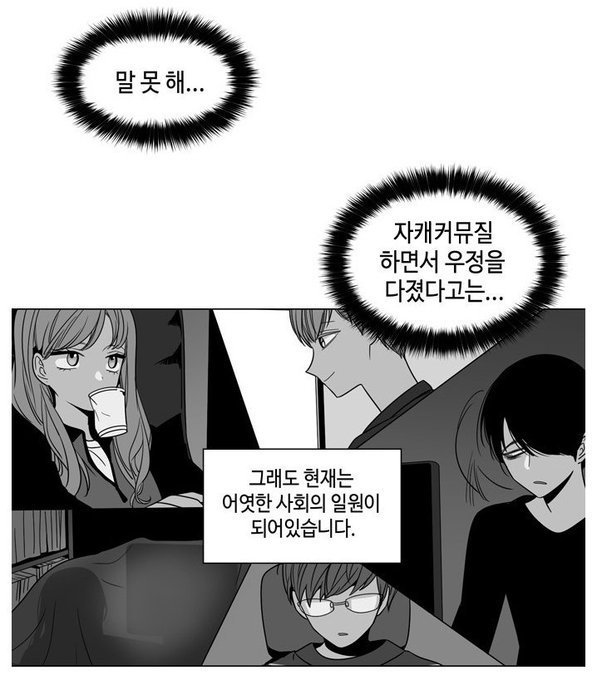 말 못 해...
자캐커뮤질
하면서 우정을
다졌다고는...
그래도 현재는
어엿한 사회의 일원이
되어있습니다.